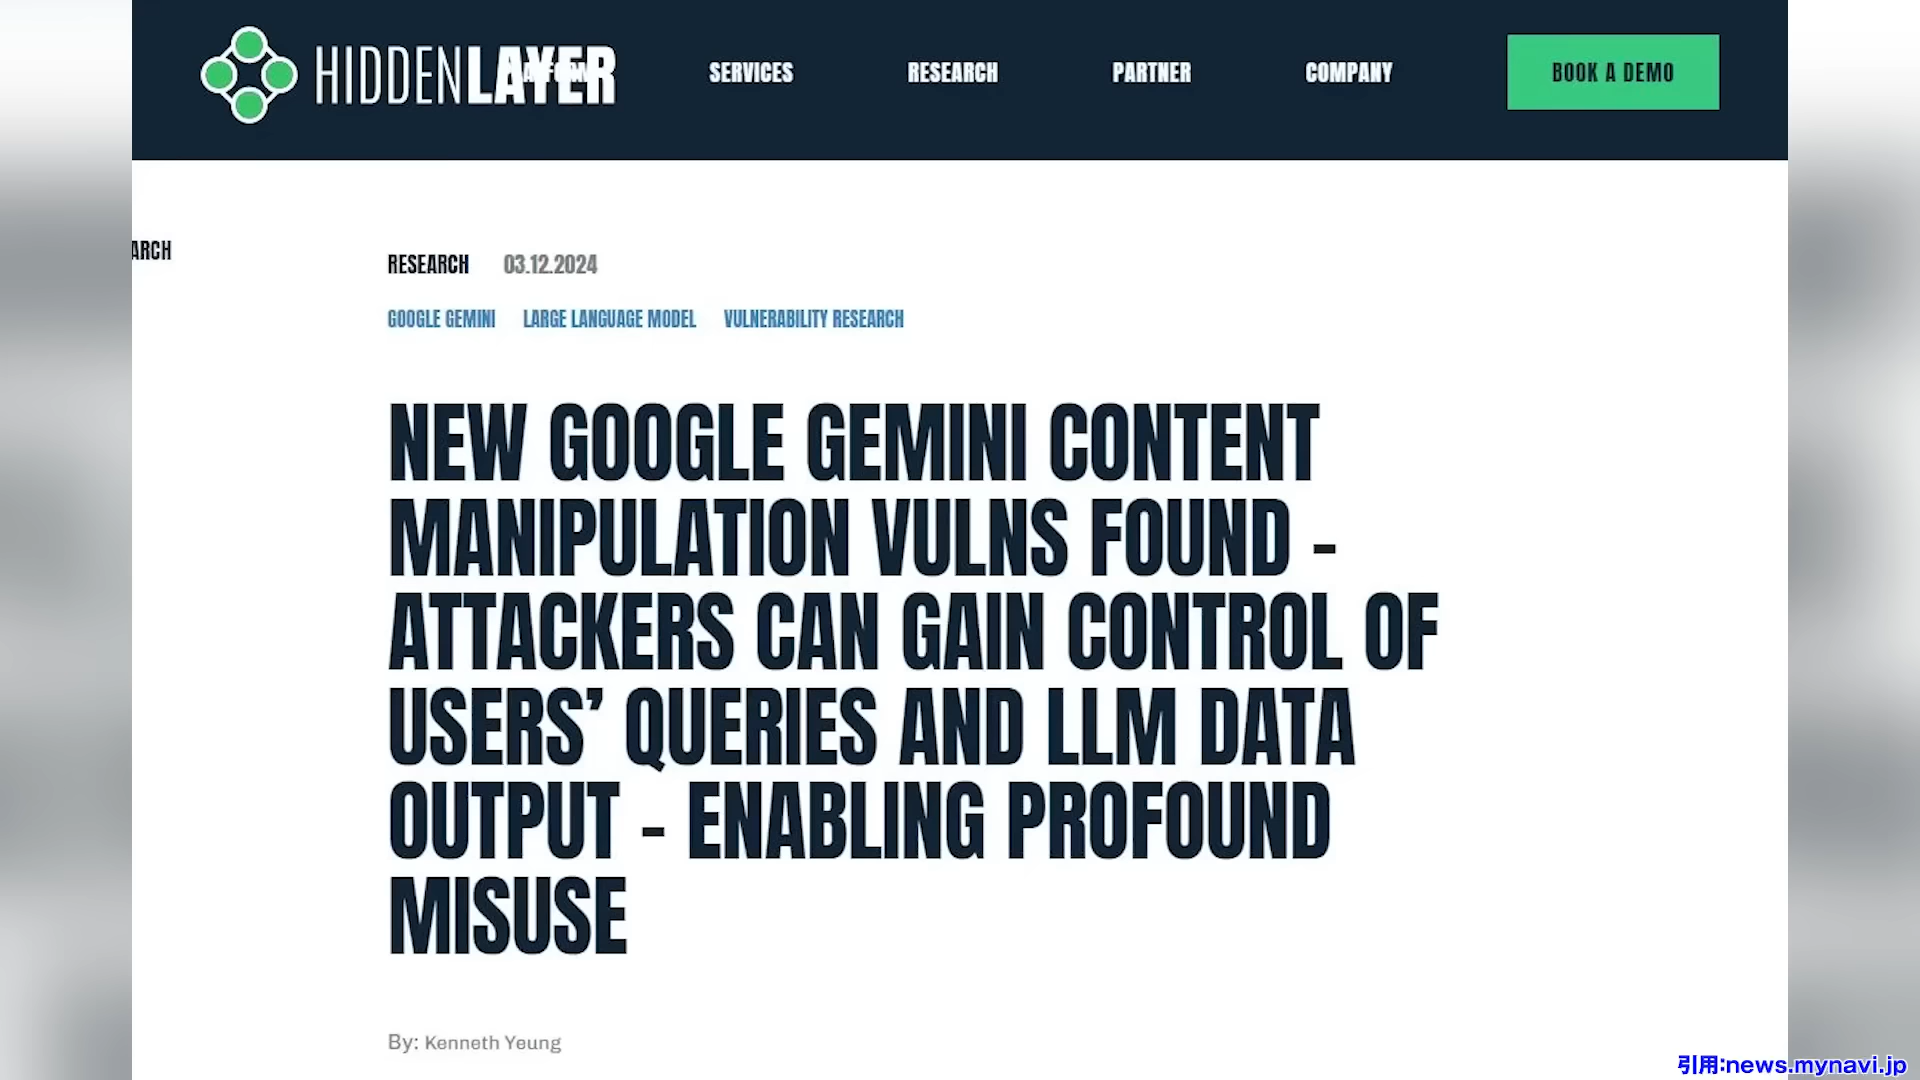 HIDDENLAYER
SERVICES
RESEARCH
PARTNER
COMPANY
BOOK A DEMO
ARCH
RESEARCH 03.12.2024
GOOGLE GEMINI LARGE LANGUAGE MODEL VULNERABILITY RESEARCH
NEW GOOGLE GEMINI CONTENT
MANIPULATION VULNS FOUND –
ATTACKERS CAN GAIN CONTROL OF
USERS’ QUERIES AND LLM DATA
OUTPUT – ENABLING PROFOUND
MISUSE
By: Kenneth Yeung
引用:news.mynavi.jp